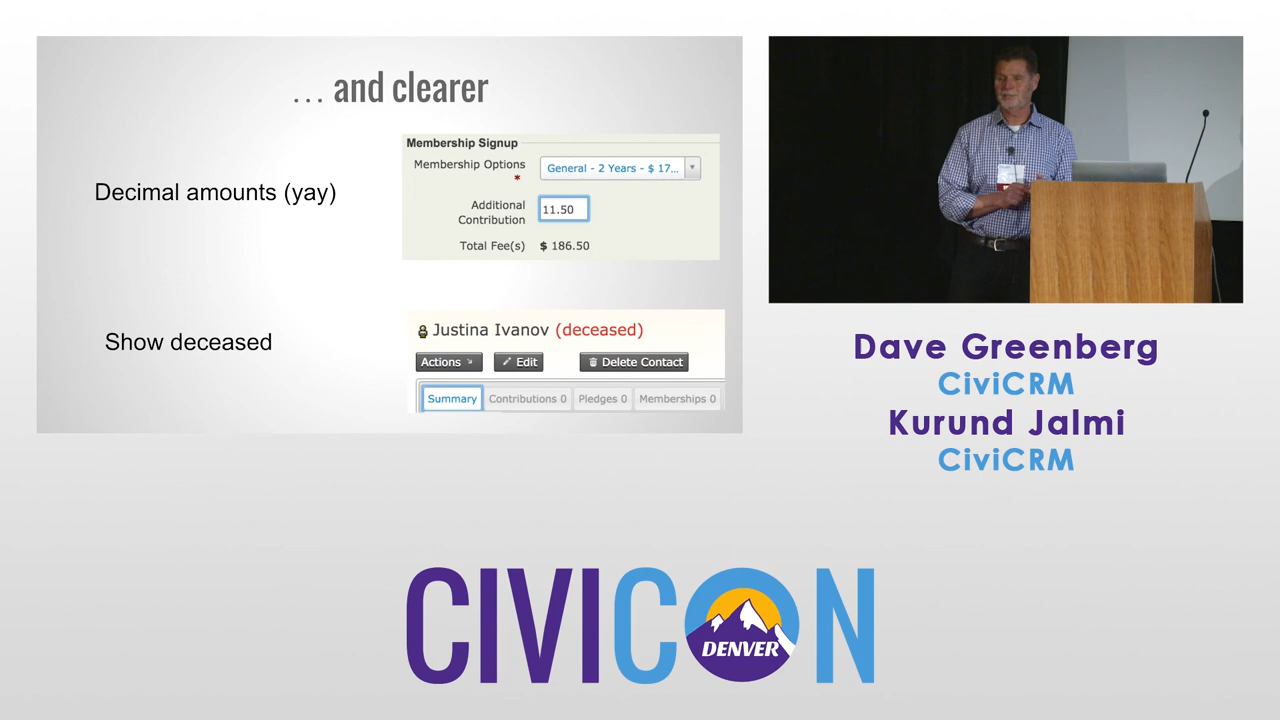 … and clearer
Decimal amounts (yay)
Membership Signup
Membership Options
*
General - 2 Years - $ 17...
Additional
Contribution
11.50
Total Fee(s)
$ 186.50
Show deceased
Justina Ivanov (deceased)
Actions
Edit
Delete Contact
Summary
Contributions 0
Pledges 0
Memberships 0
Dave Greenberg
CiviCRM
Kurund Jalmi
CiviCRM
CIVICON
DENVER